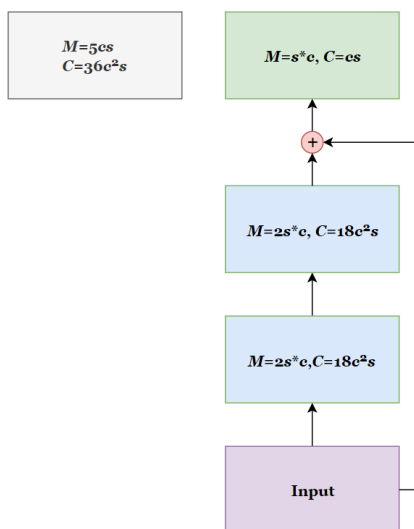 M=5cs
C=36c²s
M=s*c, C=cs
+
M=2s*c, C=18c²s
M=2s*c,C=18c²s
Input